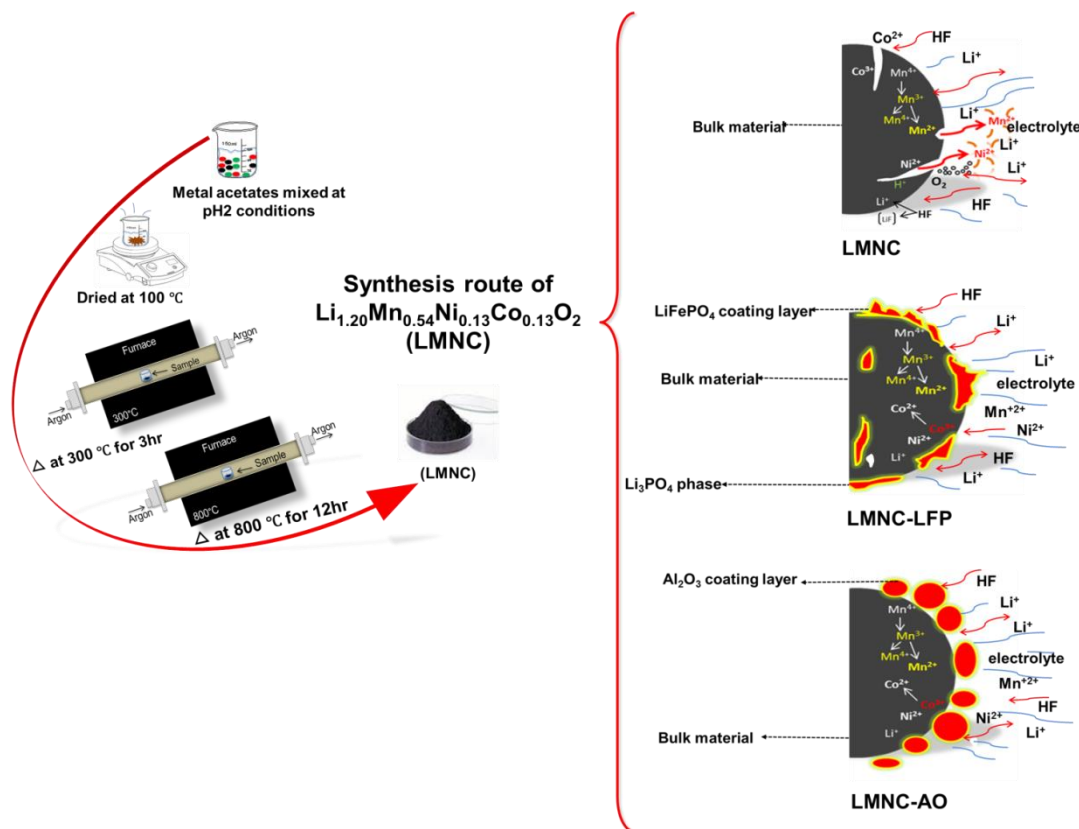 Metal acetates mixed at
pH2 conditions
Dried at 100 °C
Furnace
Argon
Sample
Argon
300°C
△ at 300 °C for 3hr
Furnace
Argon
Sample
Argon
800°C
△ at 800 °C for 12hr
Synthesis route of
Li₁.₂₀Mn₀.₅₄Ni₀.₁₃Co₀.₁₃O₂
(LMNC)
(LMNC)
Co²⁺
HF
Li⁺
Co³⁺
Mn⁴⁺
Mn³⁺
Mn⁴⁺
Mn²⁺
Bulk material
Li⁺
Mn²⁺
electrolyte
Ni²⁺
Ni²⁺
Li⁺
H⁺
O₂
Li⁺
Li⁺
HF
(LiF)
HF
LMNC
LiFePO₄ coating layer
HF
Li⁺
Mn⁴⁺
Mn³⁺
Li⁺
Bulk material
Mn⁴⁺
Mn²⁺
electrolyte
Co²⁺
Mn⁺²⁺
Ni²⁺
Ni²⁺
Li⁺
HF
Li₃PO₄ phase
Li⁺
LMNC-LFP
Al₂O₃ coating layer
HF
Mn⁴⁺
Li⁺
Mn³⁺
Li⁺
Mn⁴⁺
Mn²⁺
electrolyte
Co²⁺
Mn⁺²⁺
HF
Ni²⁺
Ni²⁺
Bulk material
Li⁺
Li⁺
LMNC-AO